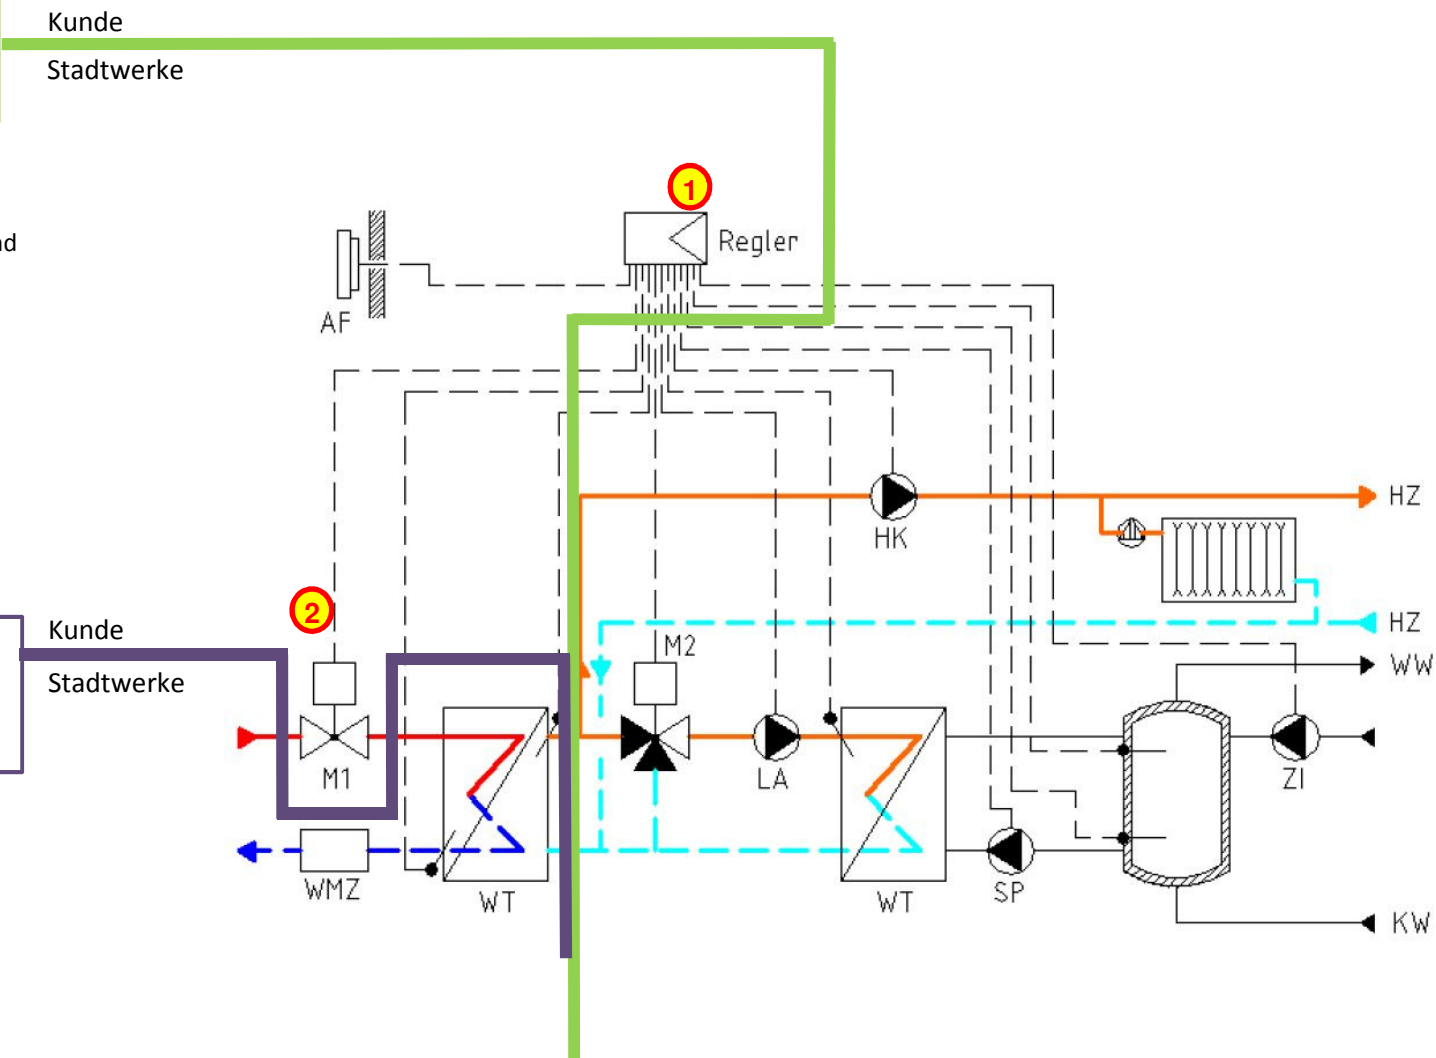 Kunde
Stadtwerke
1
Regler
AF
HZ
HK
2
Kunde
HZ
M2
WW
Stadtwerke
M1
LA
ZI
WMZ
WT
WT
SP
KW